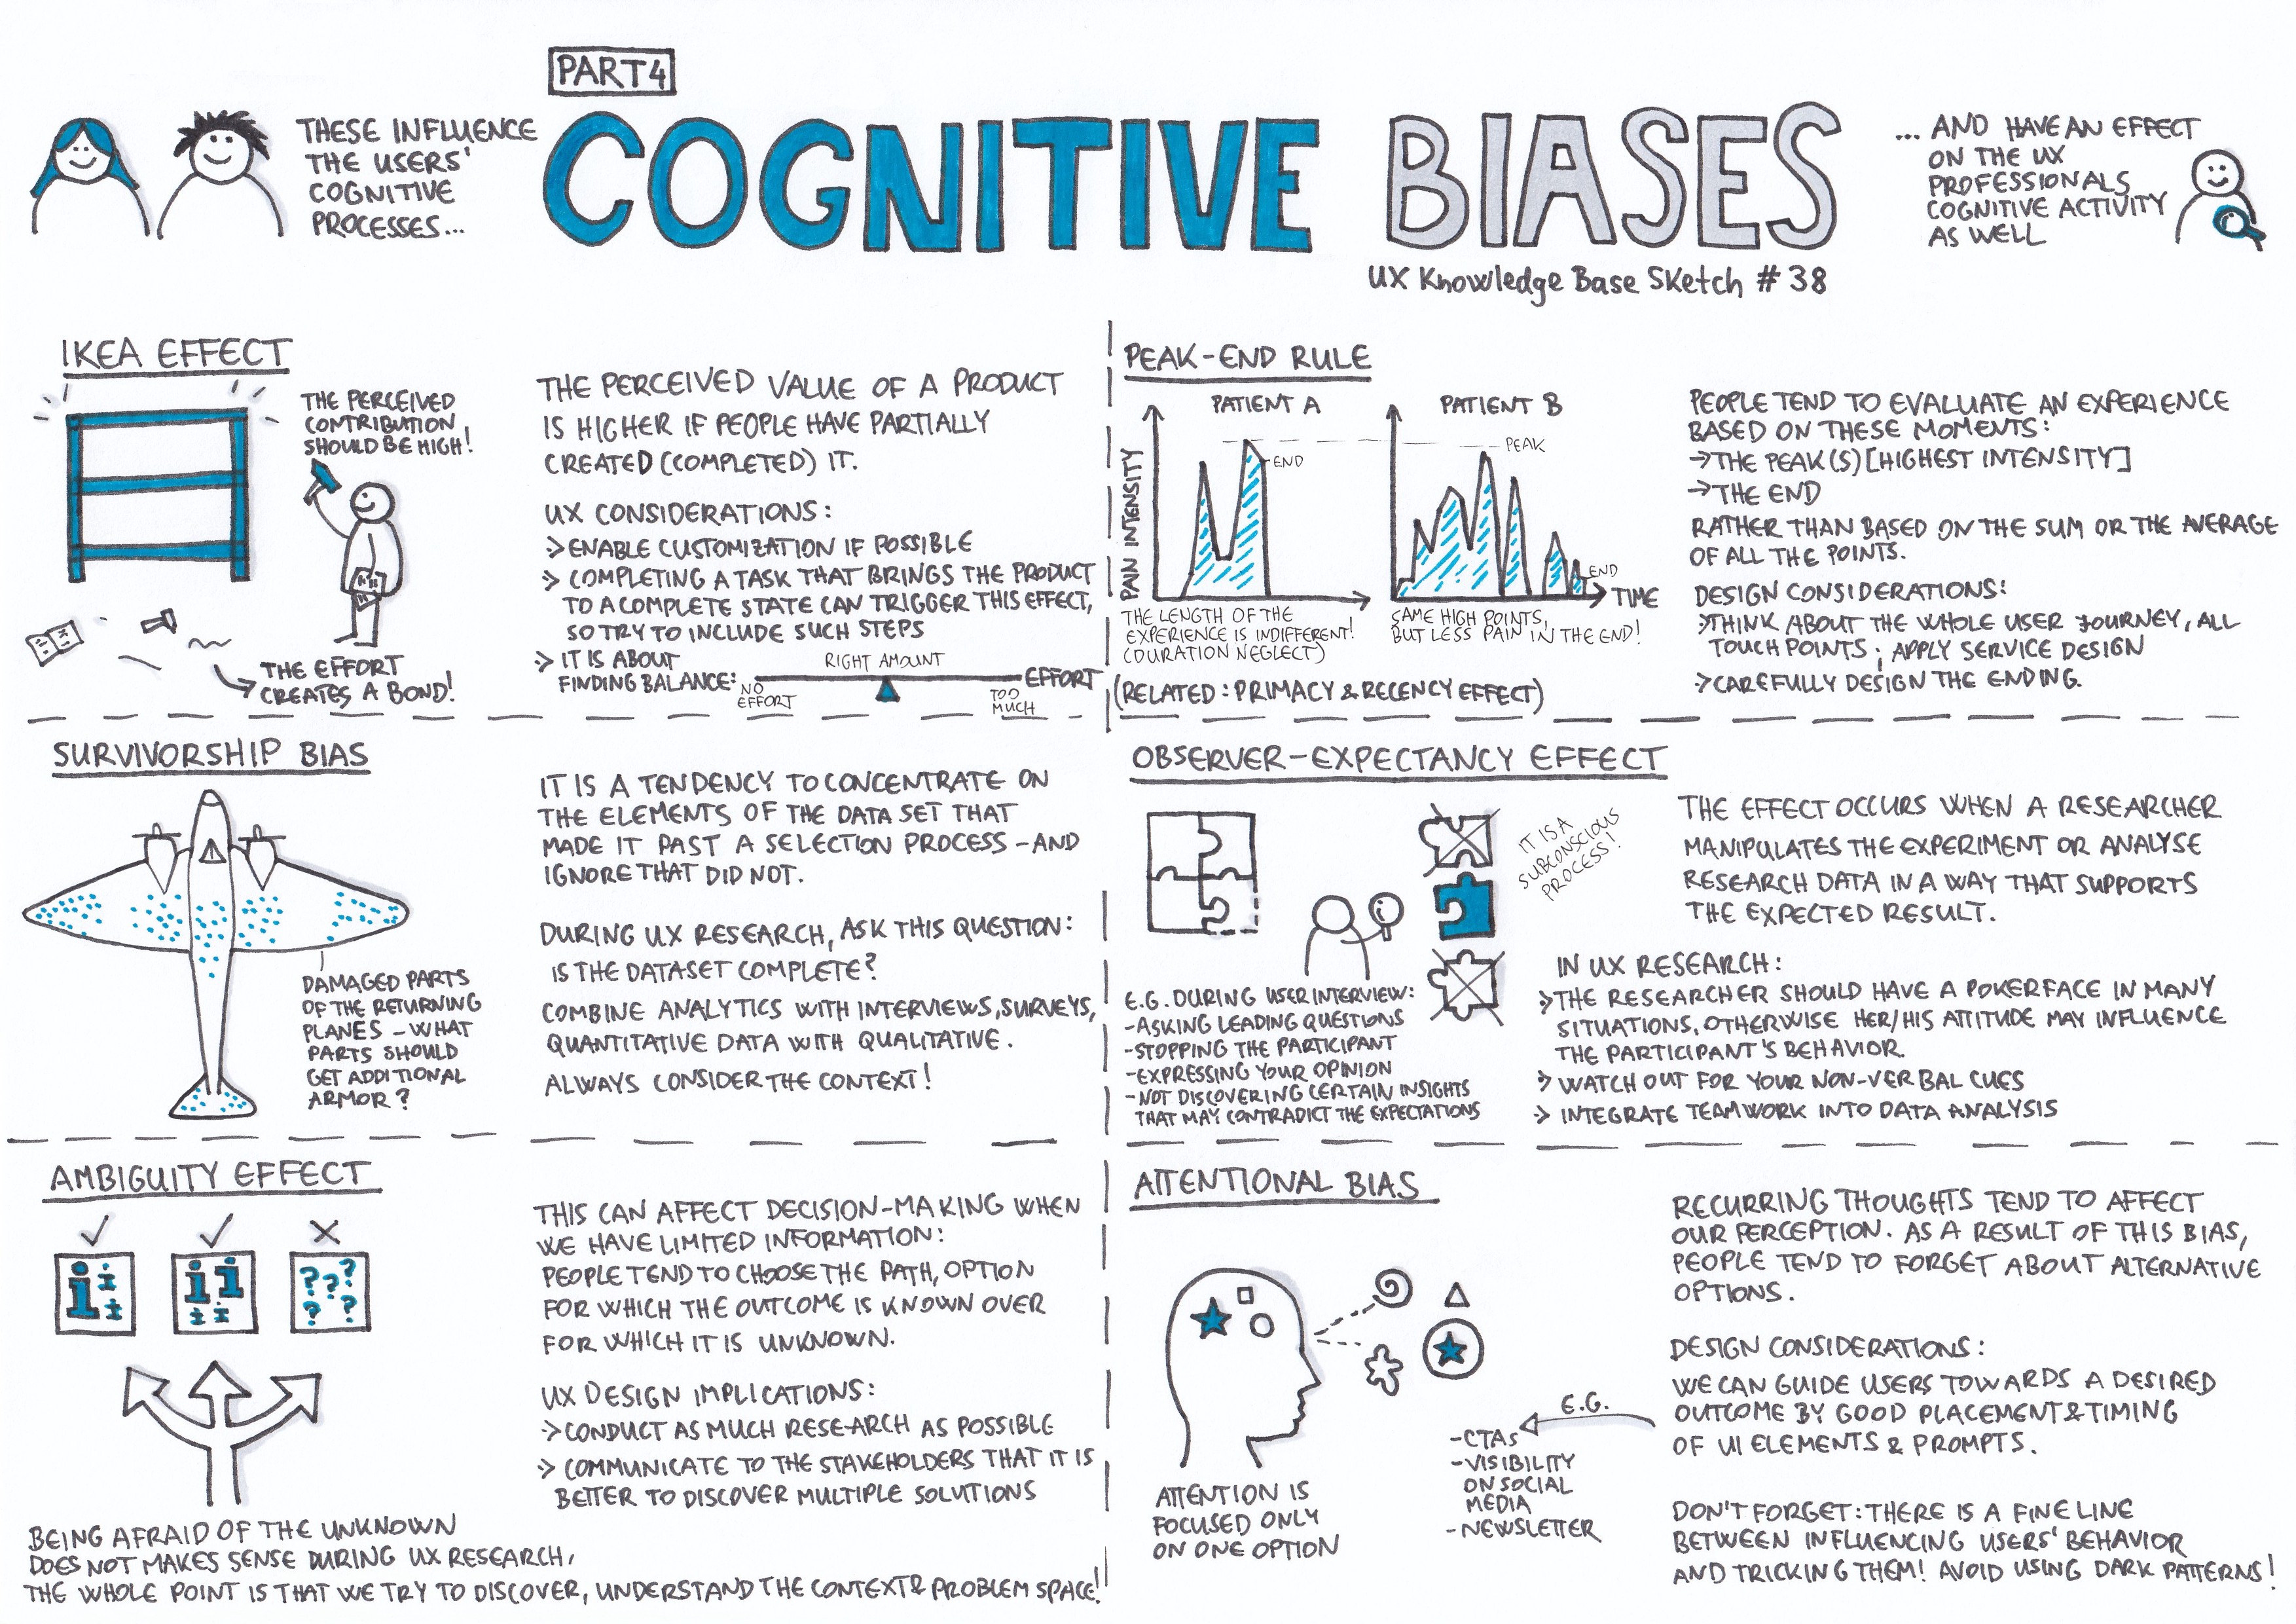 PART 4
COGNITIVE BIASES
UX Knowledge Base Sketch #38
THESE INFLUENCE
THE USERS'
COGNITIVE
PROCESSES...
... AND HAVE AN EFFECT
ON THE UX
PROFESSIONALS
COGNITIVE ACTIVITY
AS WELL
IKEA EFFECT
THE PERCEIVED
CONTRIBUTION
SHOULD BE HIGH!
THE EFFORT
CREATES A BOND!
THE PERCEIVED VALUE OF A PRODUCT
IS HIGHER IF PEOPLE HAVE PARTIALLY
CREATED (COMPLETED) IT.
UX CONSIDERATIONS:
ENABLE CUSTOMIZATION IF POSSIBLE
COMPLETING A TASK THAT BRINGS THE PRODUCT
TO A COMPLETE STATE CAN TRIGGER THIS EFFECT,
SO TRY TO INCLUDE SUCH STEPS
IT IS ABOUT
FINDING BALANCE:
RIGHT AMOUNT
NO
EFFORT
TOO
MUCH
EFFORT
PEAK-END RULE
PATIENT A
PATIENT B
PAIN INTENSITY
END
PEAK
END
TIME
THE LENGTH OF THE
EXPERIENCE IS INDIFFERENT!
(DURATION NEGLECT)
SAME HIGH POINTS,
BUT LESS PAIN IN THE END!
(RELATED: PRIMACY & RECENCY EFFECT)
PEOPLE TEND TO EVALUATE AN EXPERIENCE
BASED ON THESE MOMENTS:
→THE PEAK(S) [HIGHEST INTENSITY]
→THE END
RATHER THAN BASED ON THE SUM OR THE AVERAGE
OF ALL THE POINTS.
DESIGN CONSIDERATIONS:
THINK ABOUT THE WHOLE USER JOURNEY, ALL
TOUCH POINTS; APPLY SERVICE DESIGN
CAREFULLY DESIGN THE ENDING.
SURVIVORSHIP BIAS
DAMAGED PARTS
OF THE RETURNING
PLANES - WHAT
PARTS SHOULD
GET ADDITIONAL
ARMOR?
IT IS A TENDENCY TO CONCENTRATE ON
THE ELEMENTS OF THE DATA SET THAT
MADE IT PAST A SELECTION PROCESS - AND
IGNORE THAT DID NOT.
DURING UX RESEARCH, ASK THIS QUESTION:
IS THE DATASET COMPLETE?
COMBINE ANALYTICS WITH INTERVIEWS, SURVEYS,
QUANTITATIVE DATA WITH QUALITATIVE.
ALWAYS CONSIDER THE CONTEXT!
OBSERVER-EXPECTANCY EFFECT
IT IS A
SUBCONSCIOUS
PROCESS!
E.G. DURING USER INTERVIEW:
-ASKING LEADING QUESTIONS
-STOPPING THE PARTICIPANT
-EXPRESSING YOUR OPINION
-NOT DISCOVERING CERTAIN INSIGHTS
THAT MAY CONTRADICT THE EXPECTATIONS
THE EFFECT OCCURS WHEN A RESEARCHER
MANIPULATES THE EXPERIMENT OR ANALYSE
RESEARCH DATA IN A WAY THAT SUPPORTS
THE EXPECTED RESULT.
IN UX RESEARCH:
THE RESEARCHER SHOULD HAVE A POKERFACE IN MANY
SITUATIONS, OTHERWISE HER/HIS ATTITUDE MAY INFLUENCE
THE PARTICIPANT'S BEHAVIOR.
WATCH OUT FOR YOUR NON-VERBAL CUES
INTEGRATE TEAMWORK INTO DATA ANALYSIS
AMBIGUITY EFFECT
i i i
i i i i
? ? ? ? ?
THIS CAN AFFECT DECISION-MAKING WHEN
WE HAVE LIMITED INFORMATION:
PEOPLE TEND TO CHOOSE THE PATH, OPTION
FOR WHICH THE OUTCOME IS KNOWN OVER
FOR WHICH IT IS UNKNOWN.
UX DESIGN IMPLICATIONS:
CONDUCT AS MUCH RESEARCH AS POSSIBLE
COMMUNICATE TO THE STAKEHOLDERS THAT IT IS
BETTER TO DISCOVER MULTIPLE SOLUTIONS
BEING AFRAID OF THE UNKNOWN
DOES NOT MAKES SENSE DURING UX RESEARCH,
THE WHOLE POINT IS THAT WE TRY TO DISCOVER, UNDERSTAND THE CONTEXT & PROBLEM SPACE!
ATTENTIONAL BIAS
ATTENTION IS
FOCUSED ONLY
ON ONE OPTION
E.G.
-CTAs
-VISIBILITY
ON SOCIAL
MEDIA
-NEWSLETTER
RECURRING THOUGHTS TEND TO AFFECT
OUR PERCEPTION. AS A RESULT OF THIS BIAS,
PEOPLE TEND TO FORGET ABOUT ALTERNATIVE
OPTIONS.
DESIGN CONSIDERATIONS:
WE CAN GUIDE USERS TOWARDS A DESIRED
OUTCOME BY GOOD PLACEMENT & TIMING
OF UI ELEMENTS & PROMPTS.
DON'T FORGET: THERE IS A FINE LINE
BETWEEN INFLUENCING USERS' BEHAVIOR
AND TRICKING THEM! AVOID USING DARK PATTERNS!